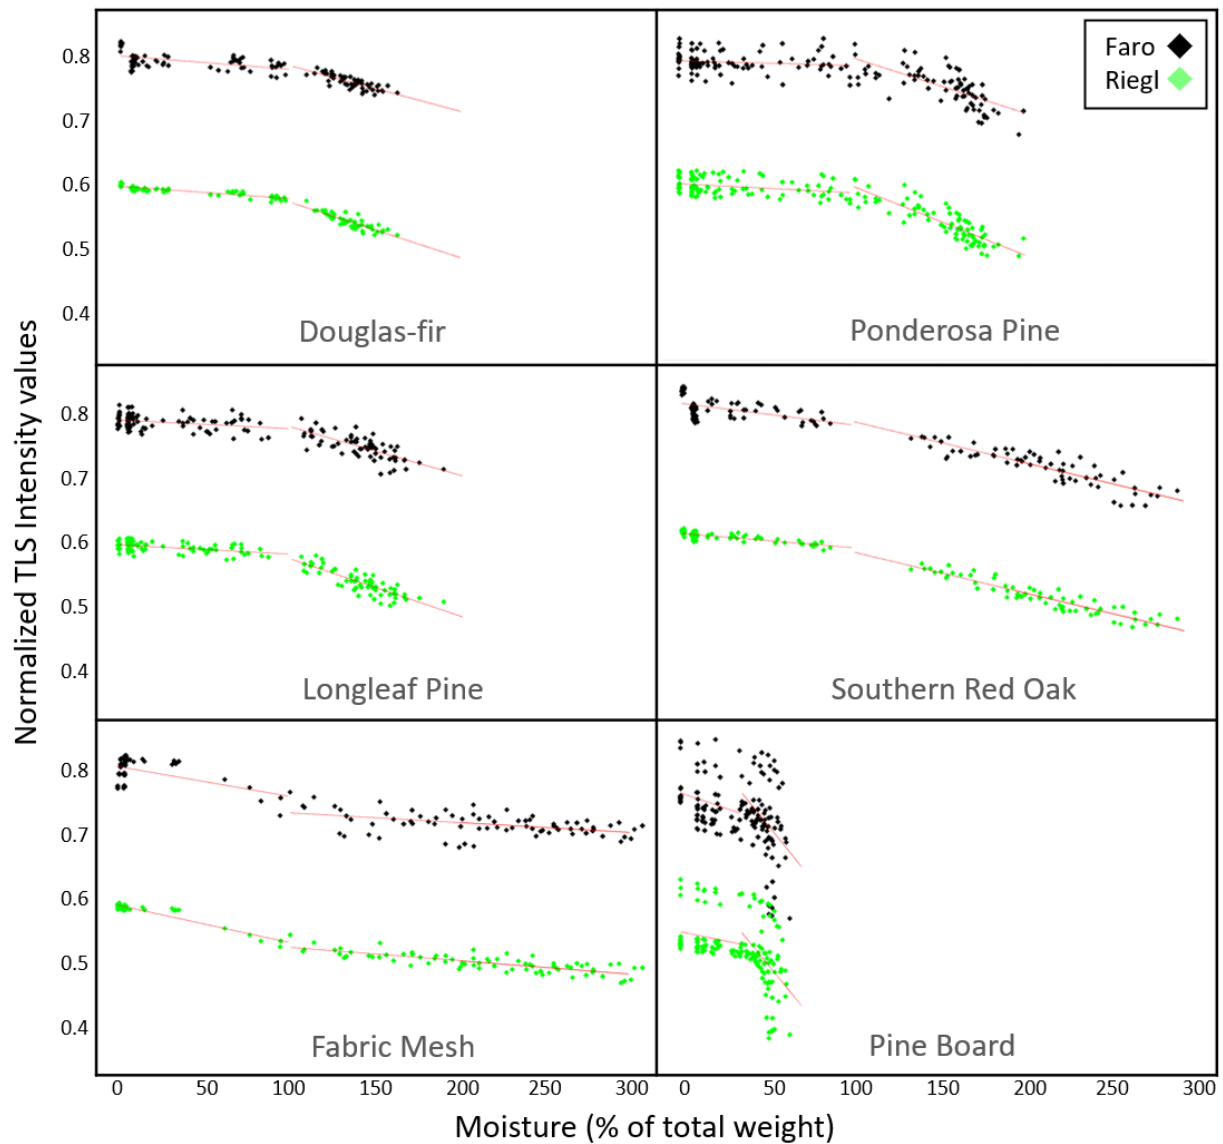 Faro
Riegl
0.8
0.7
0.6
0.5
0.4
Douglas-fir
Ponderosa Pine
0.8
0.7
0.6
0.5
0.4
Longleaf Pine
Southern Red Oak
0.8
0.7
0.6
0.5
0.4
Fabric Mesh
Pine Board
Normalized TLS Intensity values
0 50 100 150 200 250 300
0 50 100 150 200 250 300
Moisture (% of total weight)